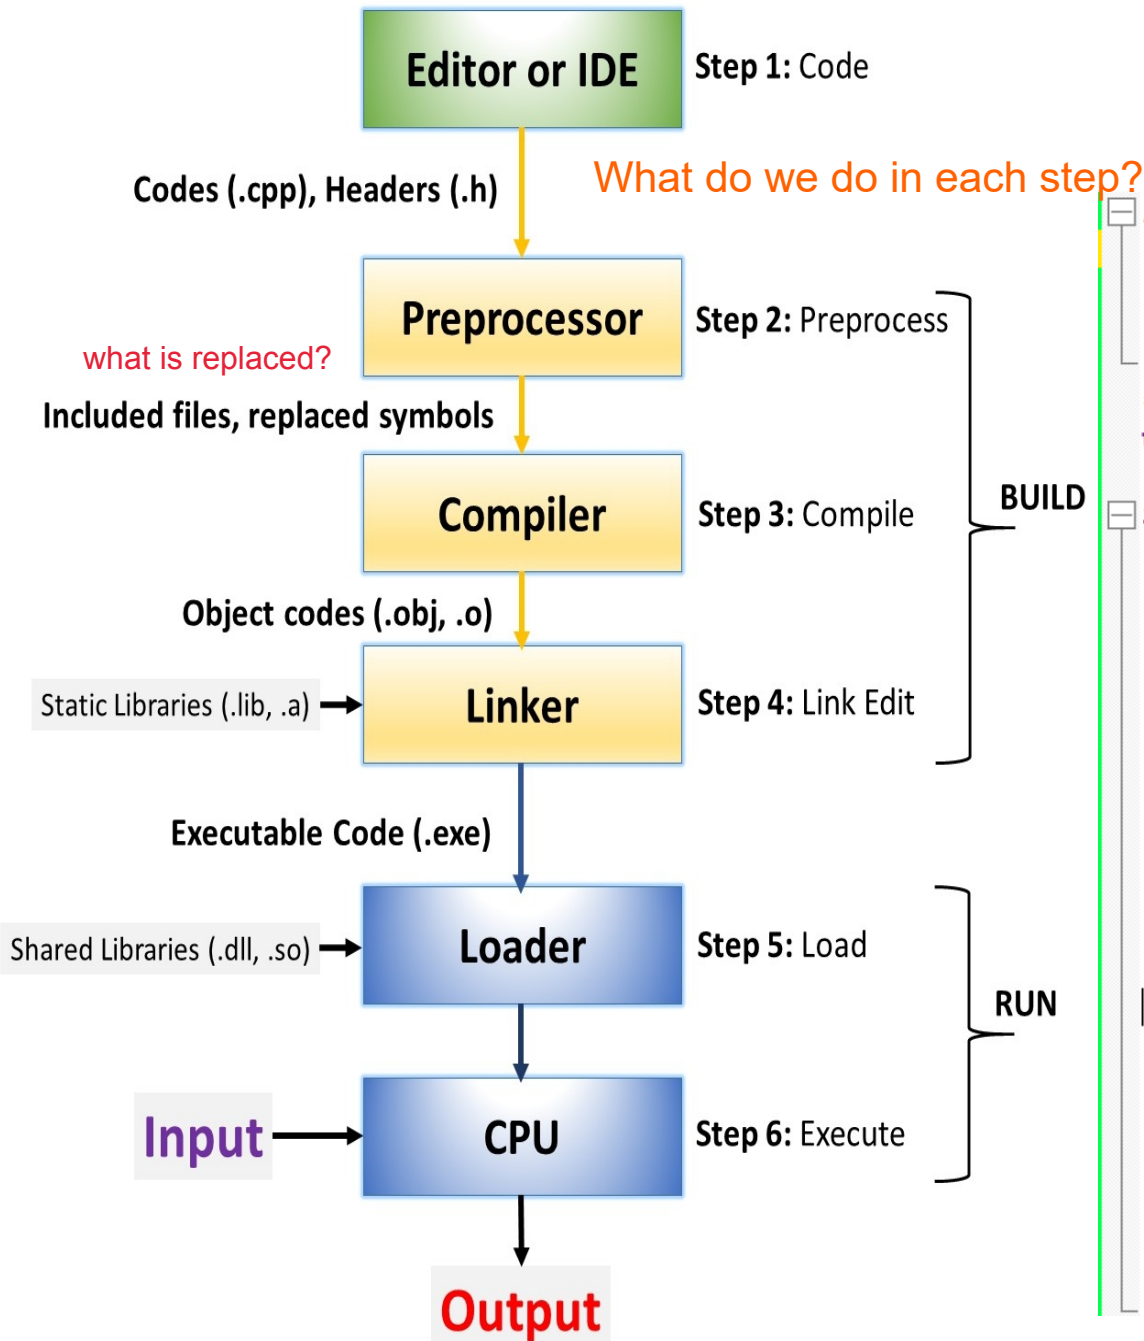 Editor or IDE
Step 1: Code
What do we do in each step?
Codes (.cpp), Headers (.h)
Preprocessor
Step 2: Preprocess
what is replaced?
Included files, replaced symbols
BUILD
Compiler
Step 3: Compile
Object codes (.obj, .o)
Static Libraries (.lib, .a)
Linker
Step 4: Link Edit
Executable Code (.exe)
Shared Libraries (.dll, .so)
Loader
Step 5: Load
RUN
Input
CPU
Step 6: Execute
Output